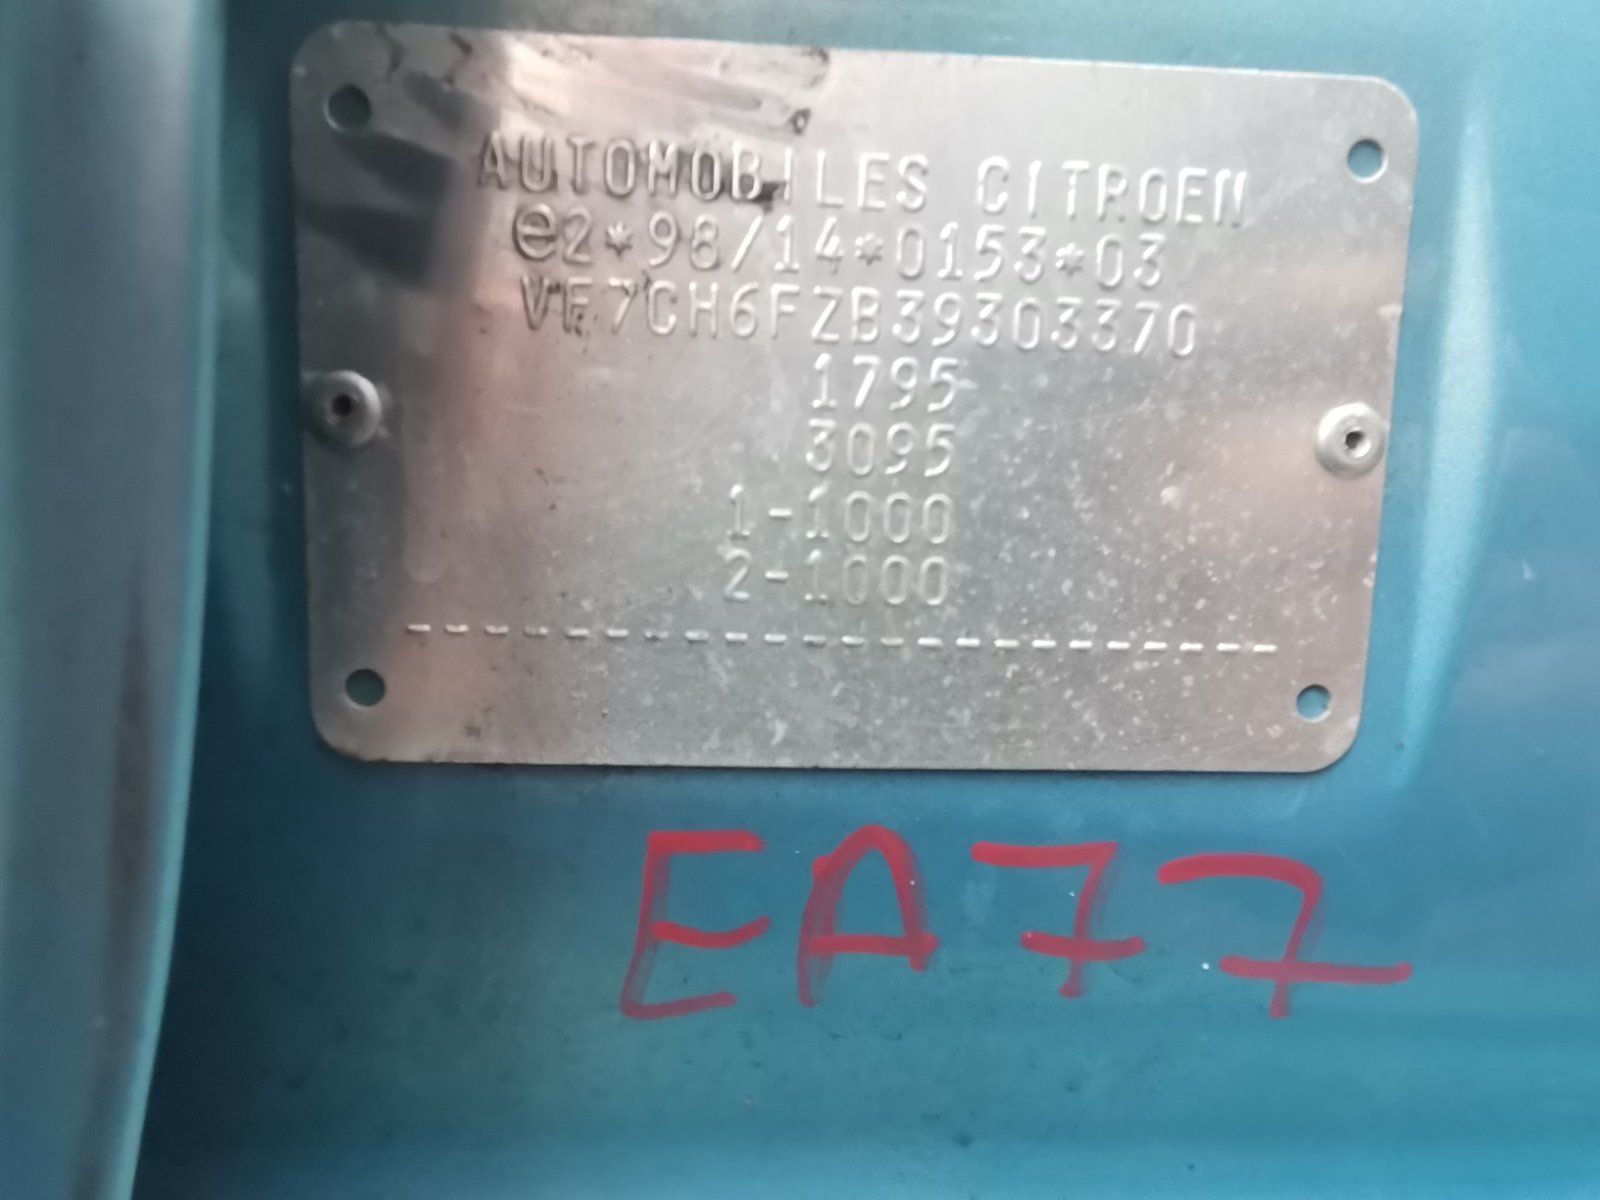 AUTOMOBILES CITROEN
e2*98/14*0153*03
VF7CH6FZB39303370
1795
3095
1-1000
2-1000
----------------------
EA77